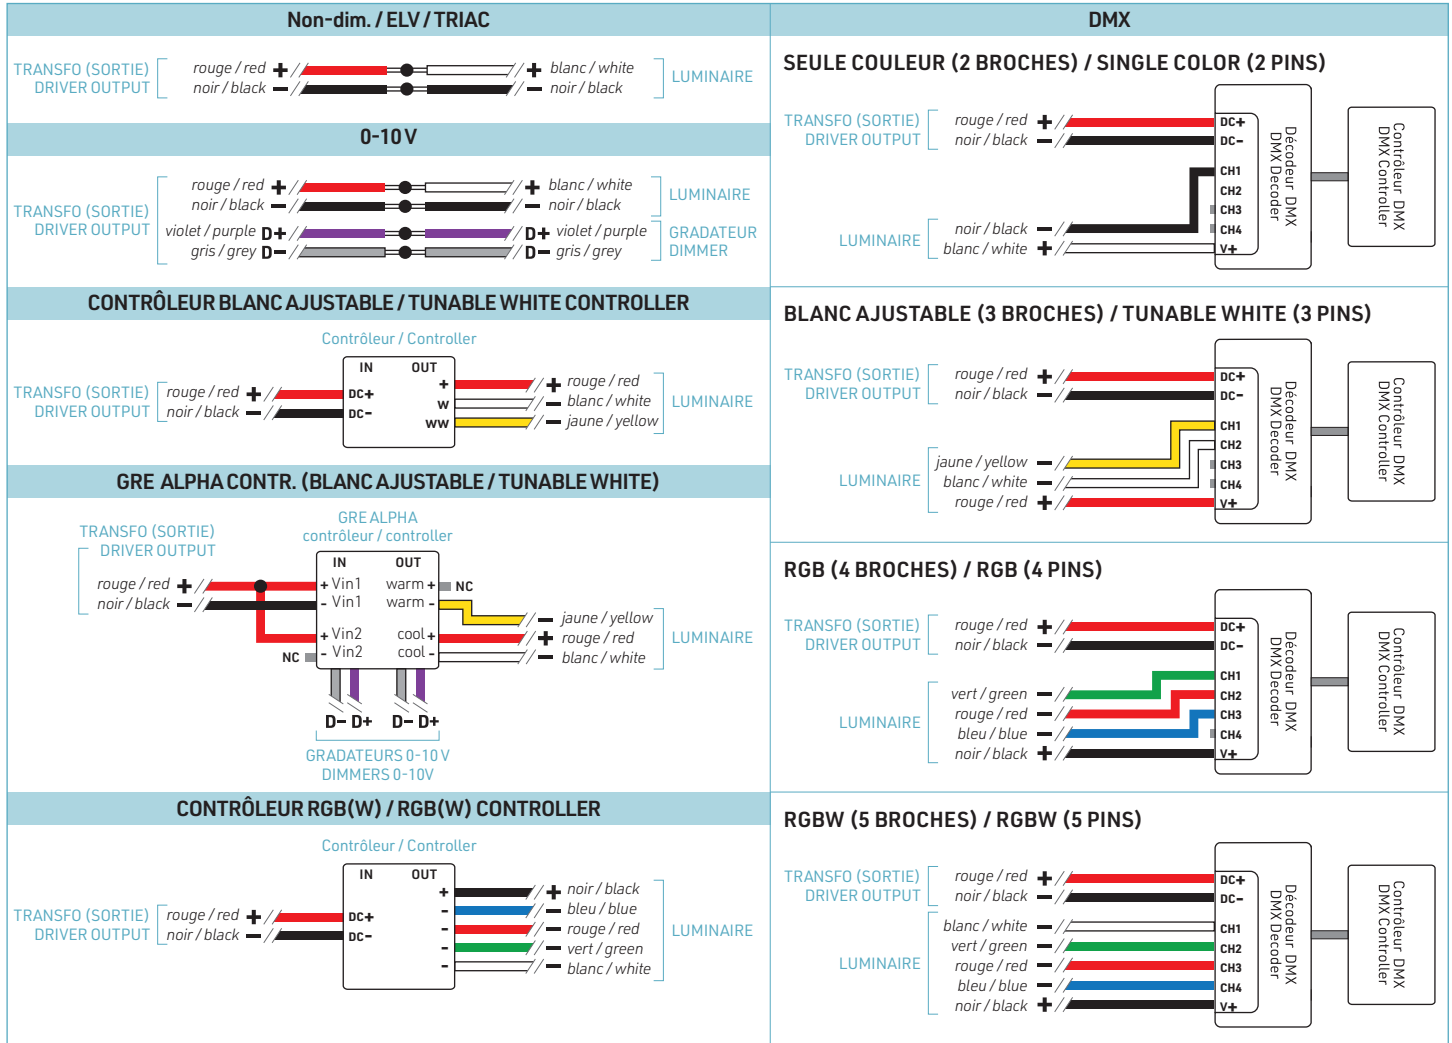 Non-dim. / ELV / TRIAC
TRANSFO (SORTIE)
DRIVER OUTPUT
rouge / red +
noir / black −
+ blanc / white
− noir / black
LUMINAIRE
0-10 V
TRANSFO (SORTIE)
DRIVER OUTPUT
rouge / red +
noir / black −
violet / purple D+
gris / grey D−
+ blanc / white
− noir / black
D+ violet / purple
D− gris / grey
LUMINAIRE
GRADATEUR
DIMMER
CONTRÔLEUR BLANC AJUSTABLE / TUNABLE WHITE CONTROLLER
Contrôleur / Controller
TRANSFO (SORTIE)
DRIVER OUTPUT
rouge / red +
noir / black −
IN OUT
DC+
DC−
+
W
WW
+ rouge / red
− blanc / white
− jaune / yellow
LUMINAIRE
GRE ALPHA CONTR. (BLANC AJUSTABLE / TUNABLE WHITE)
TRANSFO (SORTIE)
DRIVER OUTPUT
GRE ALPHA
contrôleur / controller
rouge / red +
noir / black −
IN OUT
+ Vin1 warm + NC
- Vin1 warm -
+ Vin2 cool +
NC - Vin2 cool -
− jaune / yellow
+ rouge / red
− blanc / white
LUMINAIRE
D− D+ D− D+
GRADATEURS 0-10 V
DIMMERS 0-10V
CONTRÔLEUR RGB(W) / RGB(W) CONTROLLER
Contrôleur / Controller
TRANSFO (SORTIE)
DRIVER OUTPUT
rouge / red +
noir / black −
IN OUT
DC+
DC−
+
-
-
-
-
+ noir / black
− bleu / blue
− rouge / red
− vert / green
− blanc / white
LUMINAIRE
DMX
SEULE COULEUR (2 BROCHES) / SINGLE COLOR (2 PINS)
TRANSFO (SORTIE)
DRIVER OUTPUT
rouge / red +
noir / black −
LUMINAIRE
noir / black −
blanc / white +
DC+
DC−
CH1
CH2
CH3
CH4
V+
Décodeur DMX
DMX Decoder
Contrôleur DMX
DMX Controller
BLANC AJUSTABLE (3 BROCHES) / TUNABLE WHITE (3 PINS)
TRANSFO (SORTIE)
DRIVER OUTPUT
rouge / red +
noir / black −
LUMINAIRE
jaune / yellow −
blanc / white −
rouge / red +
DC+
DC−
CH1
CH2
CH3
CH4
V+
Décodeur DMX
DMX Decoder
Contrôleur DMX
DMX Controller
RGB (4 BROCHES) / RGB (4 PINS)
TRANSFO (SORTIE)
DRIVER OUTPUT
rouge / red +
noir / black −
LUMINAIRE
vert / green −
rouge / red −
bleu / blue −
noir / black +
DC+
DC−
CH1
CH2
CH3
CH4
V+
Décodeur DMX
DMX Decoder
Contrôleur DMX
DMX Controller
RGBW (5 BROCHES) / RGBW (5 PINS)
TRANSFO (SORTIE)
DRIVER OUTPUT
rouge / red +
noir / black −
LUMINAIRE
blanc / white −
vert / green −
rouge / red −
bleu / blue −
noir / black +
DC+
DC−
CH1
CH2
CH3
CH4
V+
Décodeur DMX
DMX Decoder
Contrôleur DMX
DMX Controller